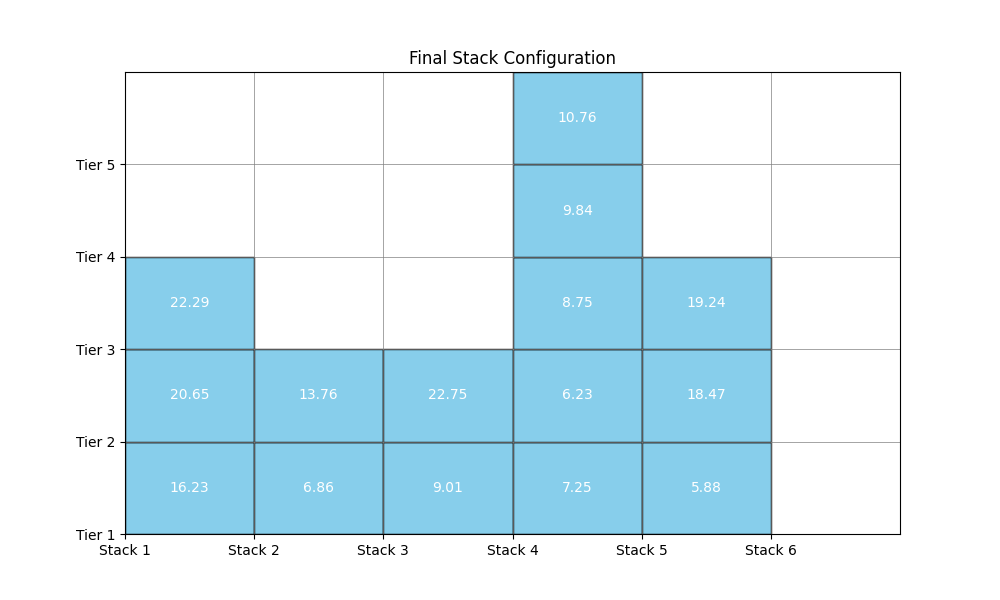 Final Stack Configuration
10.76
Tier 5
9.84
Tier 4
22.29 8.75 19.24
Tier 3
20.65 13.76 22.75 6.23 18.47
Tier 2
16.23 6.86 9.01 7.25 5.88
Tier 1
Stack 1 Stack 2 Stack 3 Stack 4 Stack 5 Stack 6